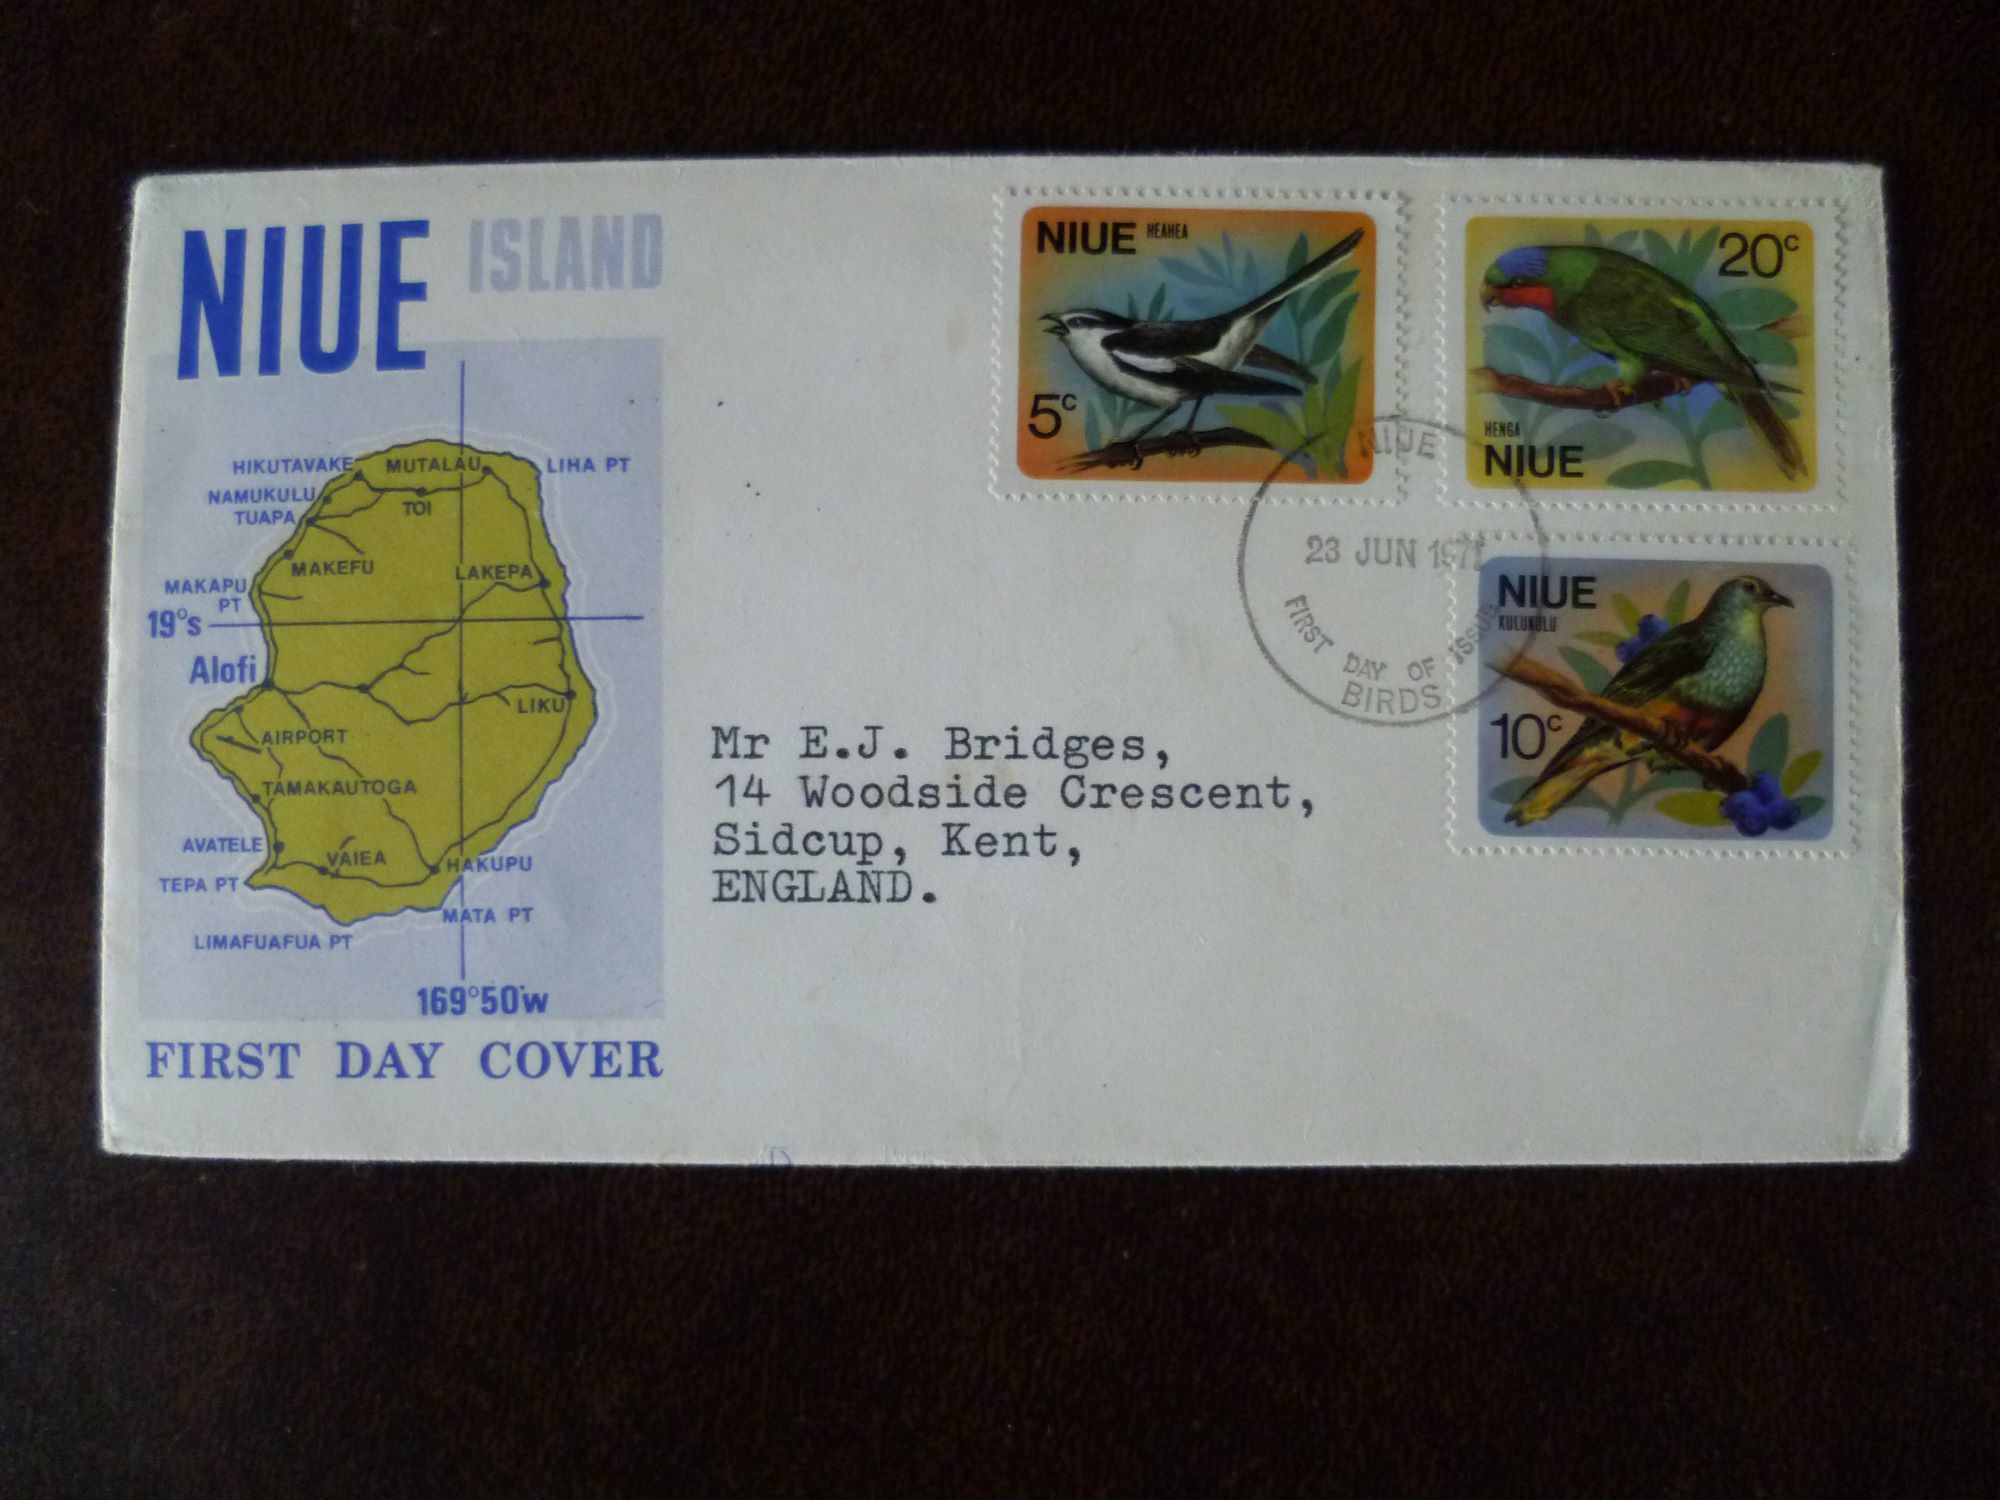 NIUE ISLAND
HIKUTAVAKE
MUTALAU
LIHA PT
NAMUKULU
TOI
TUAPA
MAKEFU
LAKEPA
MAKAPU
PT
19°S
Alofi
LIKU
AIRPORT
TAMAKAUTOGA
AVATELE
VAIEA
HAKUPU
TEPA PT
MATA PT
LIMAFUAFUA PT
169°50'W
FIRST DAY COVER
NIUE HEAHEA
5c
20c
HENGA
NIUE
NIUE
23 JUN 1971
FIRST DAY OF ISSUE
BIRDS
NIUE
KULUKULU
10c
Mr E.J. Bridges,
14 Woodside Crescent,
Sidcup, Kent,
ENGLAND.